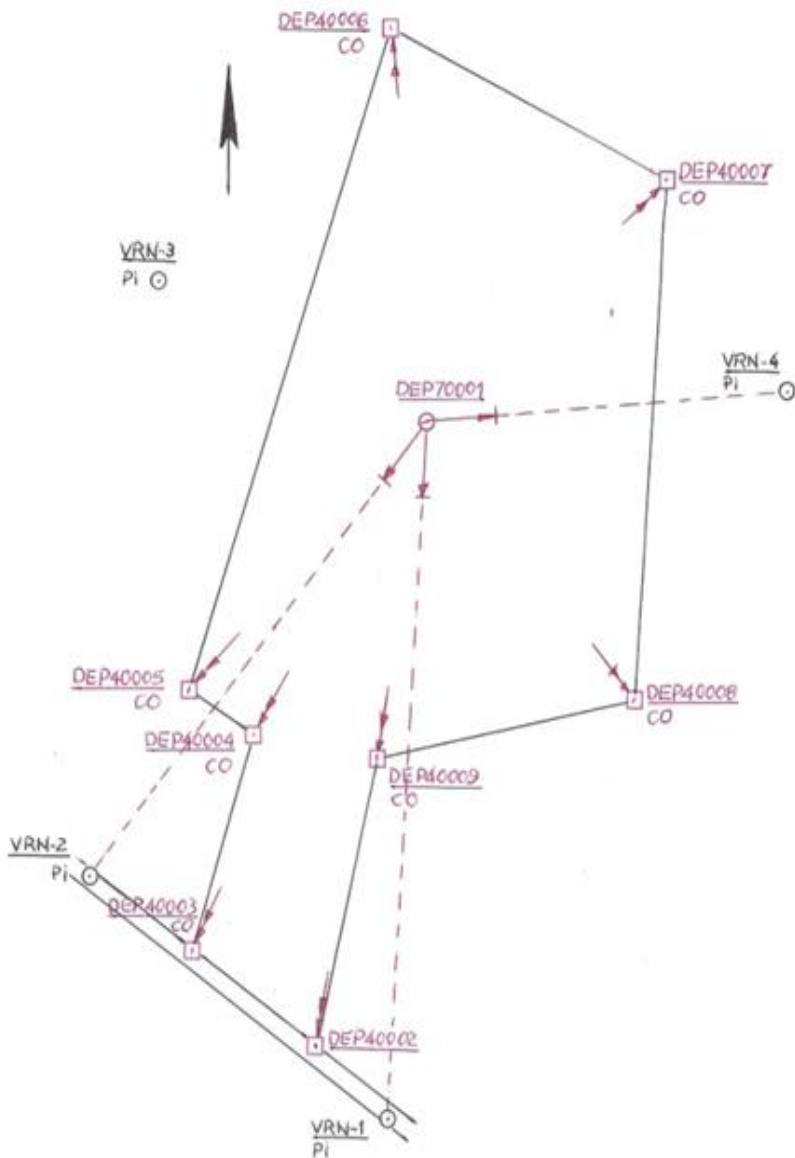 DEP40006
CO
DEP40007
CO
VRN-3
Pi
VRN-4
Pi
DEP70001
DEP40005
CO
DEP40004
CO
DEP40008
CO
DEP40009
CO
VRN-2
Pi
DEP40003
CO
DEP40002
VRN-1
Pi